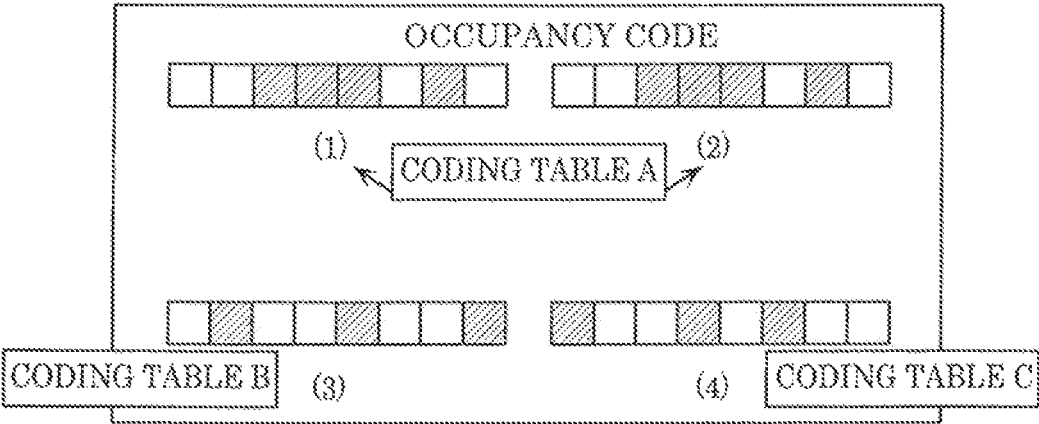 OCCUPANCY CODE
(1)
(2)
CODING TABLE A
CODING TABLE B
(3)
(4)
CODING TABLE C